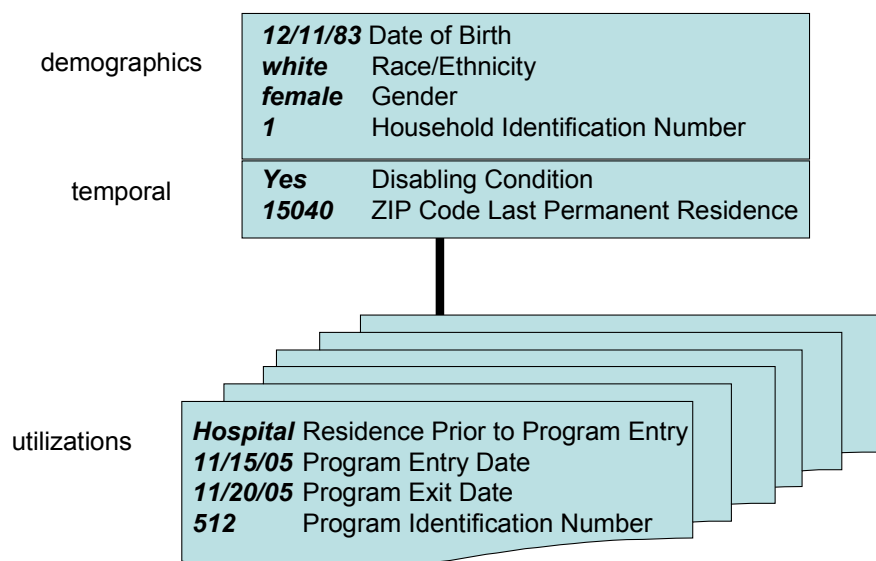 demographics
12/11/83 Date of Birth
white Race/Ethnicity
female Gender
1 Household Identification Number
temporal
Yes Disabling Condition
15040 ZIP Code Last Permanent Residence
utilizations
Hospital Residence Prior to Program Entry
11/15/05 Program Entry Date
11/20/05 Program Exit Date
512 Program Identification Number